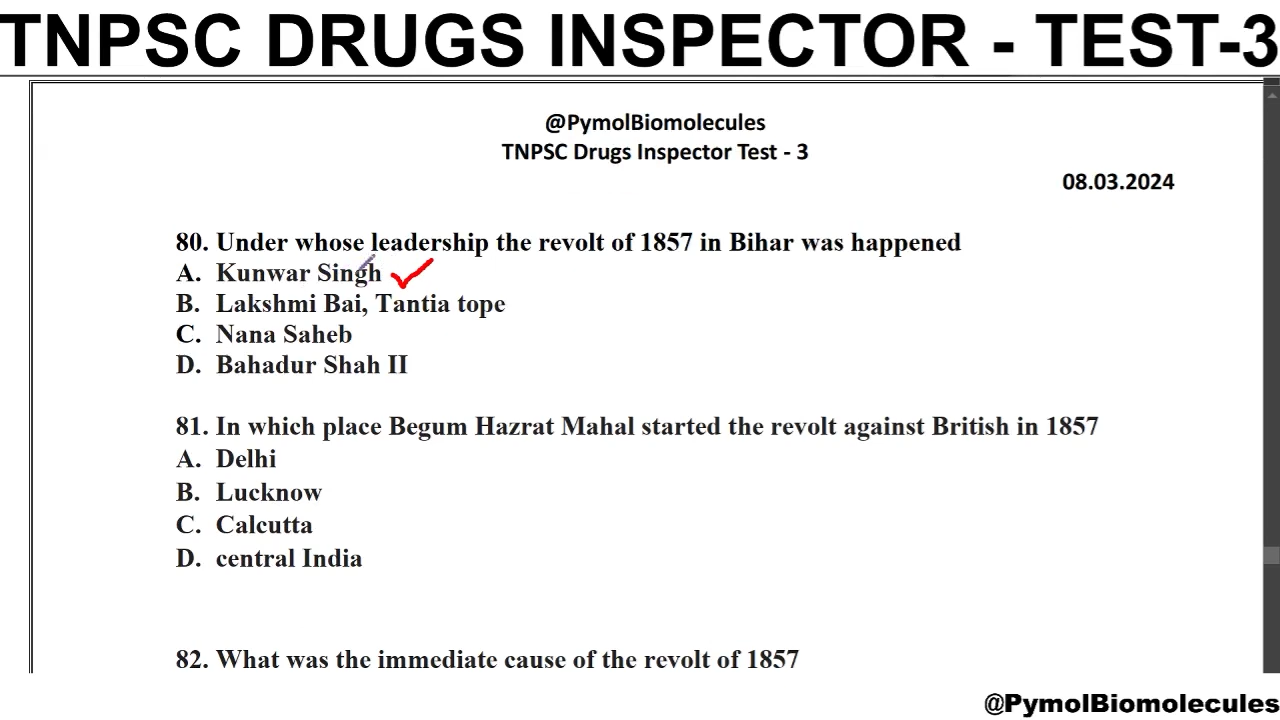 TNPSC DRUGS INSPECTOR - TEST-3
@PymolBiomolecules
TNPSC Drugs Inspector Test - 3
08.03.2024
80. Under whose leadership the revolt of 1857 in Bihar was happened
A. Kunwar Singh
B. Lakshmi Bai, Tantia tope
C. Nana Saheb
D. Bahadur Shah II
81. In which place Begum Hazrat Mahal started the revolt against British in 1857
A. Delhi
B. Lucknow
C. Calcutta
D. central India
82. What was the immediate cause of the revolt of 1857
@PymolBiomolecules